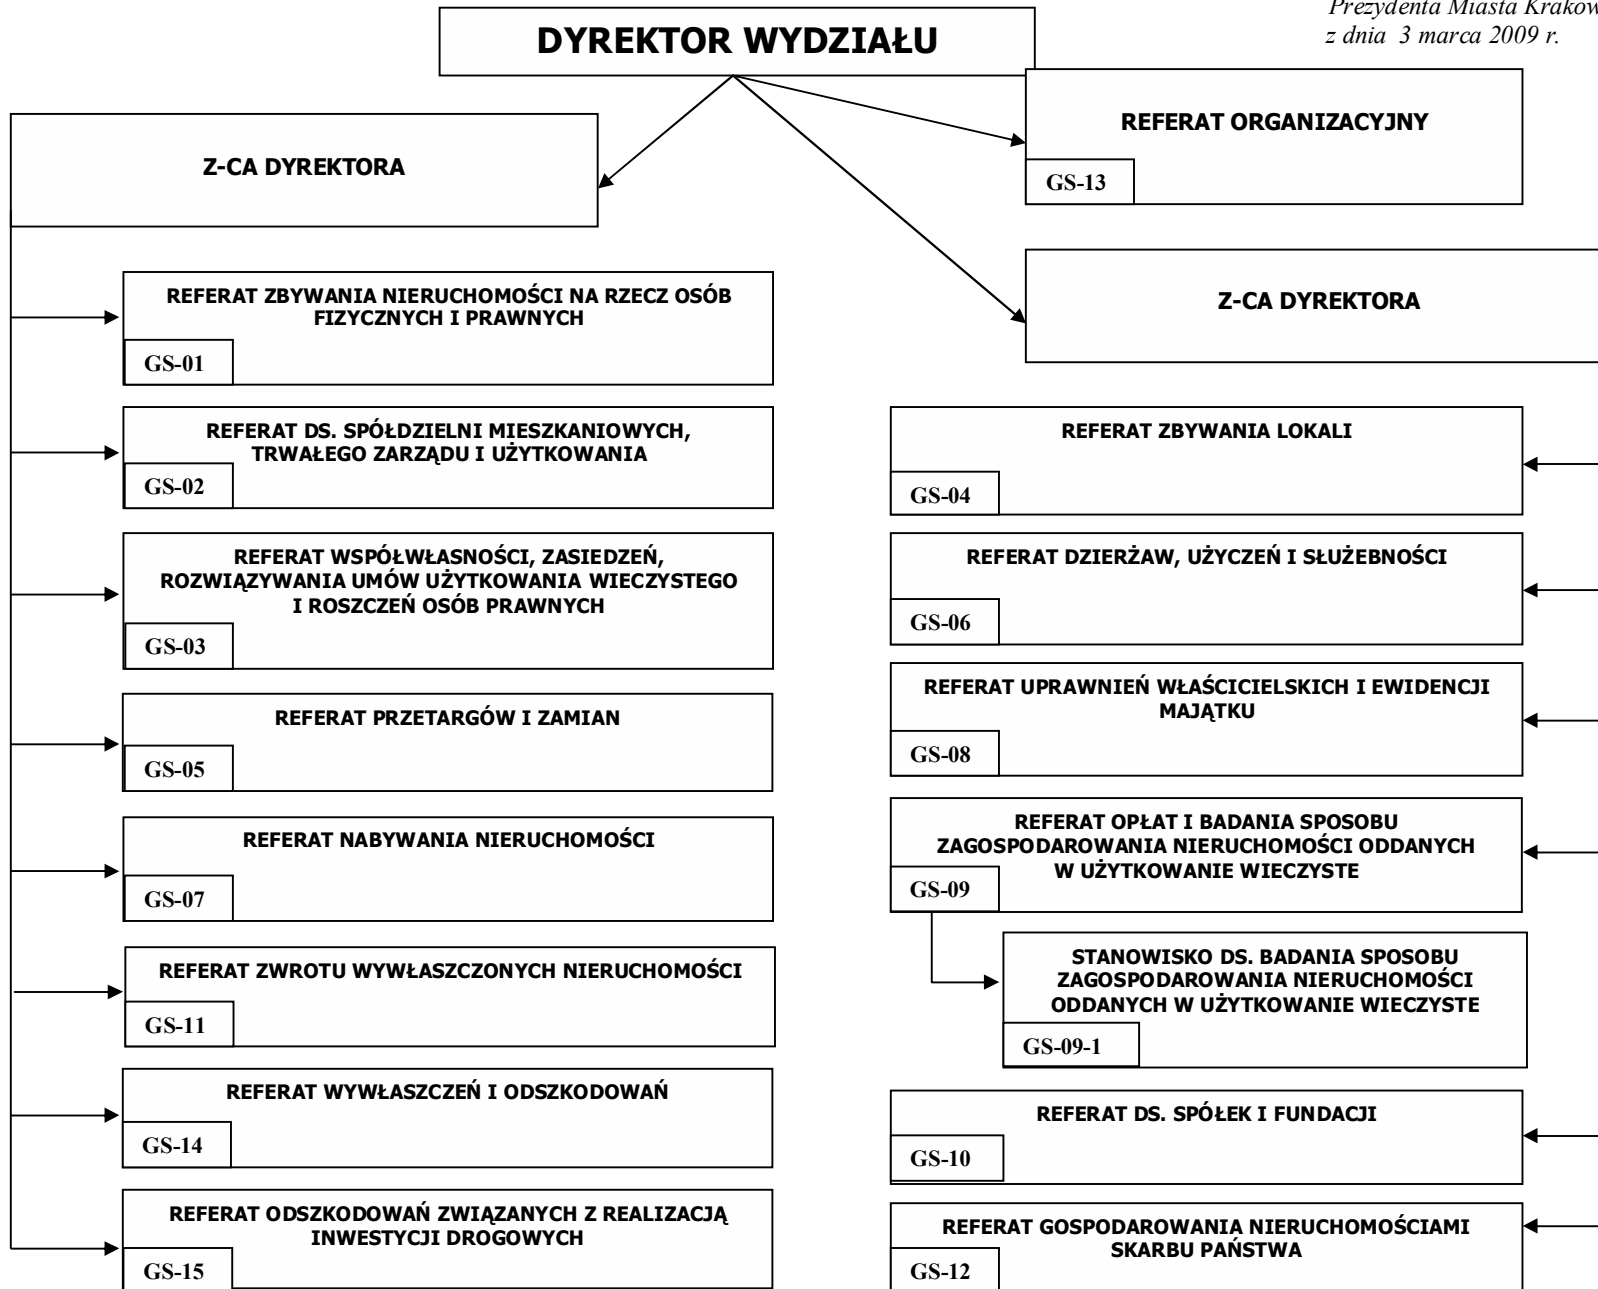 Prezydenta Miasta Krakow
z dnia 3 marca 2009 r.
DYREKTOR WYDZIAŁU
REFERAT ORGANIZACYJNY
GS-13
Z-CA DYREKTORA
Z-CA DYREKTORA
REFERAT ZBYWANIA NIERUCHOMOŚCI NA RZECZ OSÓB
FIZYCZNYCH I PRAWNYCH
GS-01
REFERAT DS. SPÓŁDZIELNI MIESZKANIOWYCH,
TRWAŁEGO ZARZĄDU I UŻYTKOWANIA
GS-02
REFERAT WSPÓŁWŁASNOŚCI, ZASIEDZEŃ,
ROZWIĄZYWANIA UMÓW UŻYTKOWANIA WIECZYSTEGO
I ROSZCZEŃ OSÓB PRAWNYCH
GS-03
REFERAT PRZETARGÓW I ZAMIAN
GS-05
REFERAT NABYWANIA NIERUCHOMOŚCI
GS-07
REFERAT ZWROTU WYWŁASZCZONYCH NIERUCHOMOŚCI
GS-11
REFERAT WYWŁASZCZEŃ I ODSZKODOWAŃ
GS-14
REFERAT ODSZKODOWAŃ ZWIĄZANYCH Z REALIZACJĄ
INWESTYCJI DROGOWYCH
GS-15
REFERAT ZBYWANIA LOKALI
GS-04
REFERAT DZIERŻAW, UŻYCZEŃ I SŁUŻEBNOŚCI
GS-06
REFERAT UPRAWNIEŃ WŁAŚCICIELSKICH I EWIDENCJI
MAJĄTKU
GS-08
REFERAT OPŁAT I BADANIA SPOSOBU
ZAGOSPODAROWANIA NIERUCHOMOŚCI ODDANYCH
W UŻYTKOWANIE WIECZYSTE
GS-09
STANOWISKO DS. BADANIA SPOSOBU
ZAGOSPODAROWANIA NIERUCHOMOŚCI
ODDANYCH W UŻYTKOWANIE WIECZYSTE
GS-09-1
REFERAT DS. SPÓŁEK I FUNDACJI
GS-10
REFERAT GOSPODAROWANIA NIERUCHOMOŚCIAMI
SKARBU PAŃSTWA
GS-12